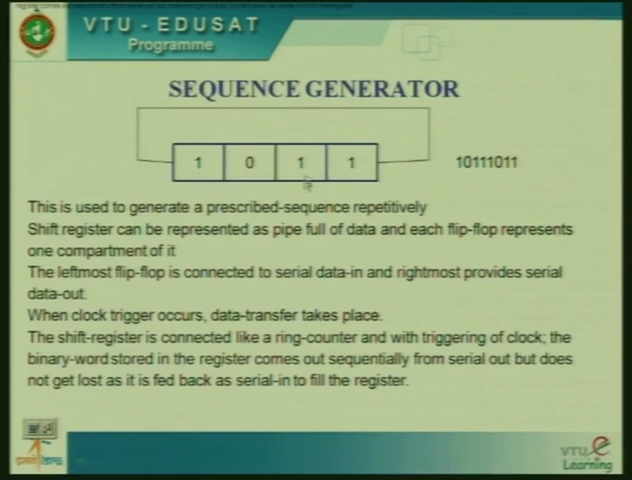 VTU - EDUSAT
Programme
SEQUENCE GENERATOR
1 0 1 1 10111011
This is used to generate a prescribed-sequence repetitively
Shift register can be represented as pipe full of data and each flip-flop represents
one compartment of it
The leftmost flip-flop is connected to serial data-in and rightmost provides serial
data-out.
When clock trigger occurs, data-transfer takes place.
The shift-register is connected like a ring-counter and with triggering of clock; the
binary-word stored in the register comes out sequentially from serial out but does
not get lost as it is fed back as serial-in to fill the register.
VTU e
Learning